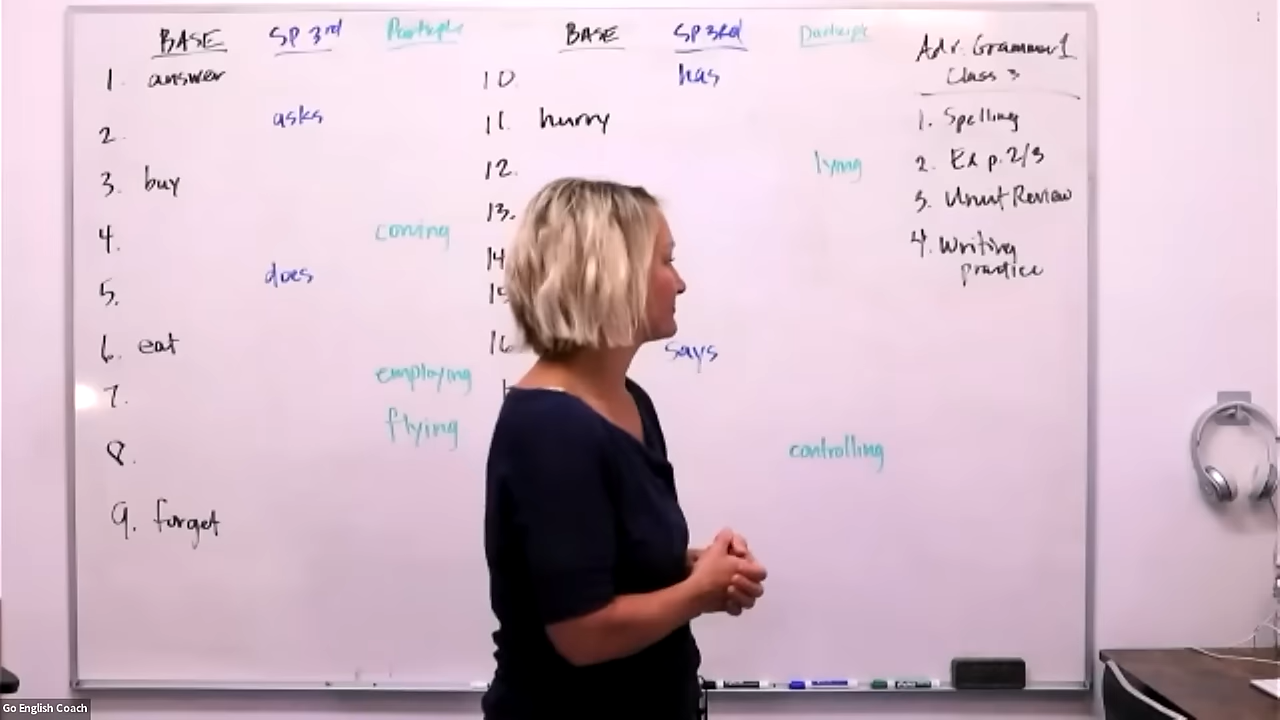 BASE SP 3rd Participle
1. answer
asks
2.
3. buy
4. coming
does
5.
6. eat
employing
7.
flying
8.
9. forget
BASE SP 3rd Participle
10 has
11. hurry
12. lying
13.
14
15
16 says
controlling
Adv. Grammar 1
Class 3
1. Spelling
2. Ex p. 2/3
3. Unit Review
4. Writing
practice
Go English Coach